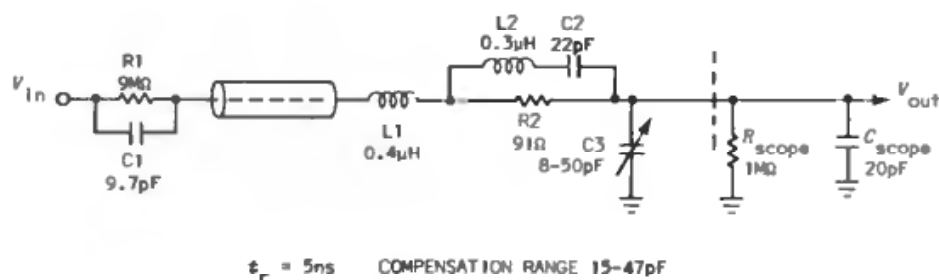 R1
9MΩ
V in
C1
9.7pF
L1
0.4μH
L2
0.3μH
C2
22pF
R2
91Ω
C3
8-50pF
R scope
1MΩ
C scope
20pF
V out
t r = 5ns COMPENSATION RANGE 15-47pF